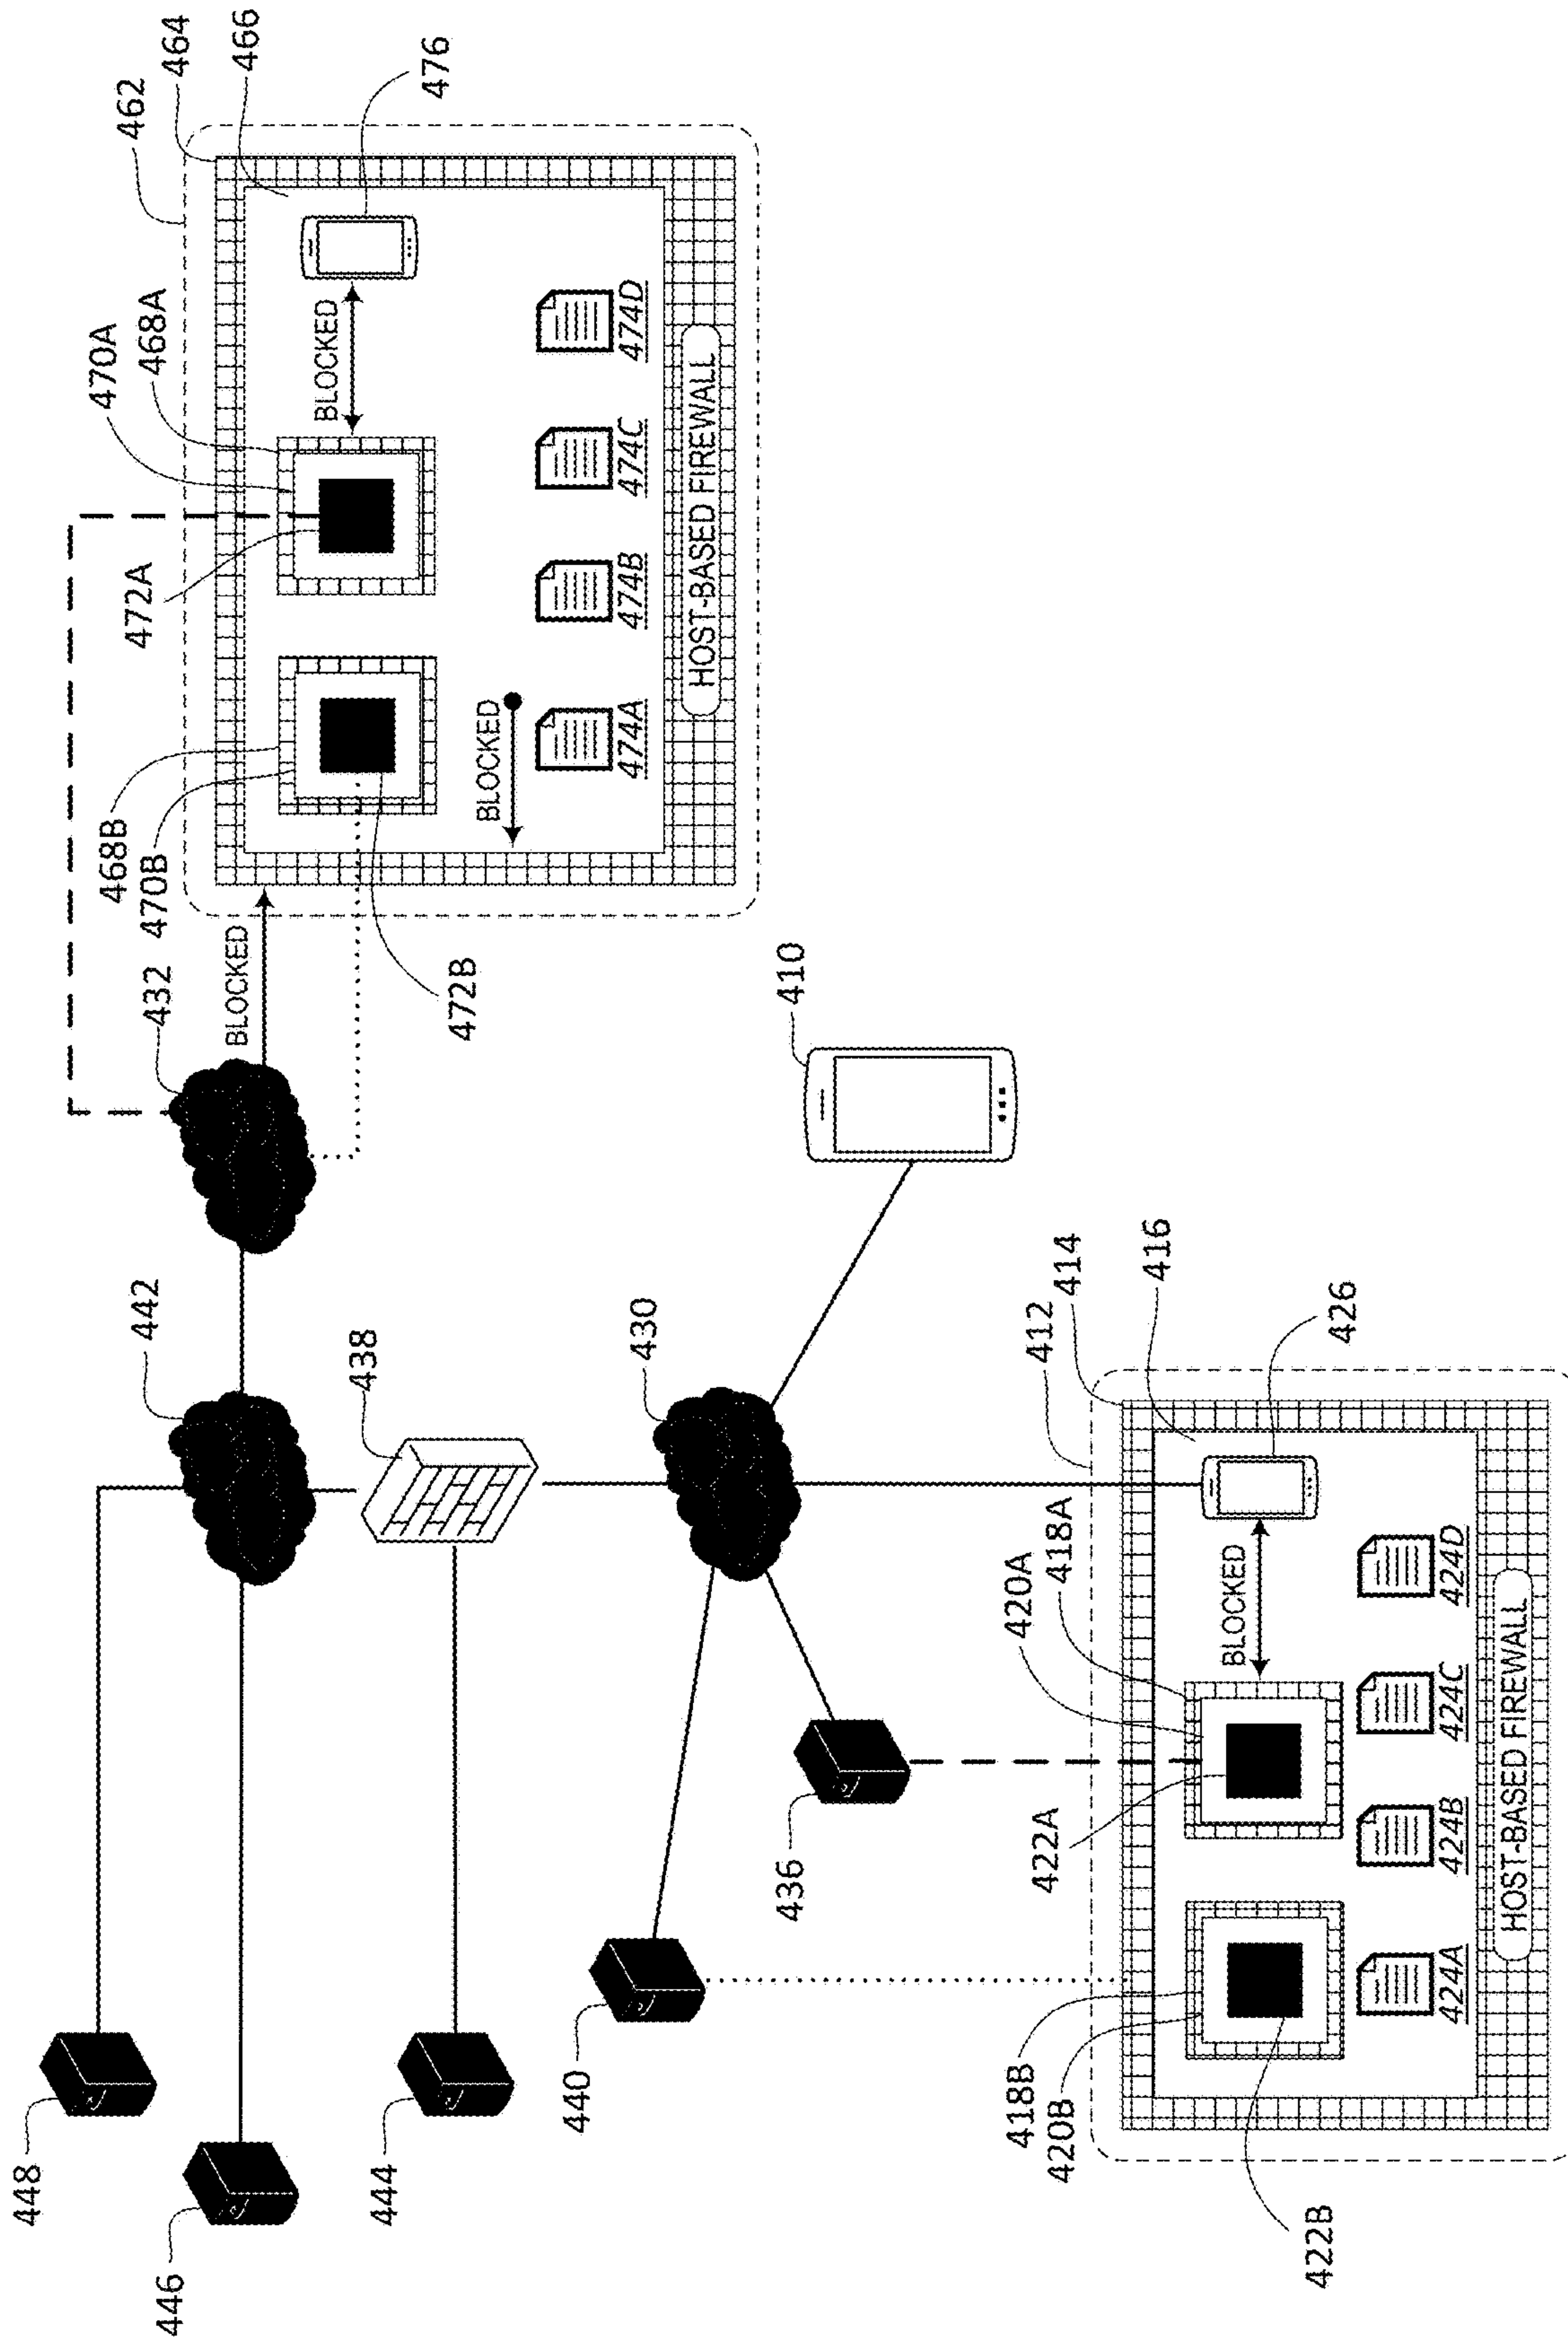 448
446
444
442
432
438
440
436
430
410
BLOCKED
462
464
466
468B
470B
472B
472A
470A
468A
476
BLOCKED
BLOCKED
474A
474B
474C
474D
HOST-BASED FIREWALL
412
414
416
418B
420B
422B
422A
420A
418A
426
BLOCKED
424A
424B
424C
424D
HOST-BASED FIREWALL